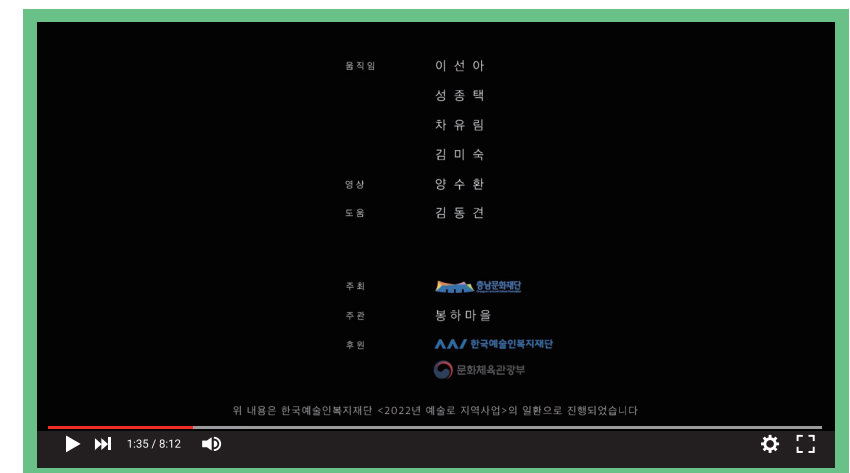 움직임 이선아
성종택
차유림
김미숙
영상 양수환
도움 김동견
주최 충남문화재단
주관 봉하마을
후원 한국예술인복지재단
문화체육관광부
위 내용은 한국예술인복지재단 <2022년 예술로 지역사업>의 일환으로 진행되었습니다
1:35 / 8:12